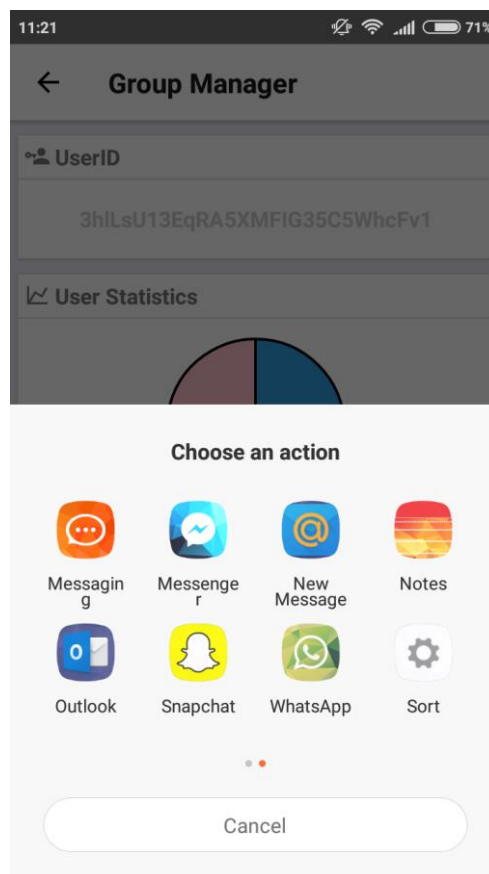 11:21 71%
Group Manager
UserID
3hlLsU13EqRA5XMFIG35C5WhcFv1
User Statistics
Choose an action
Messagin
g
Messenge
r
New
Message
Notes
Outlook
Snapchat
WhatsApp
Sort
Cancel